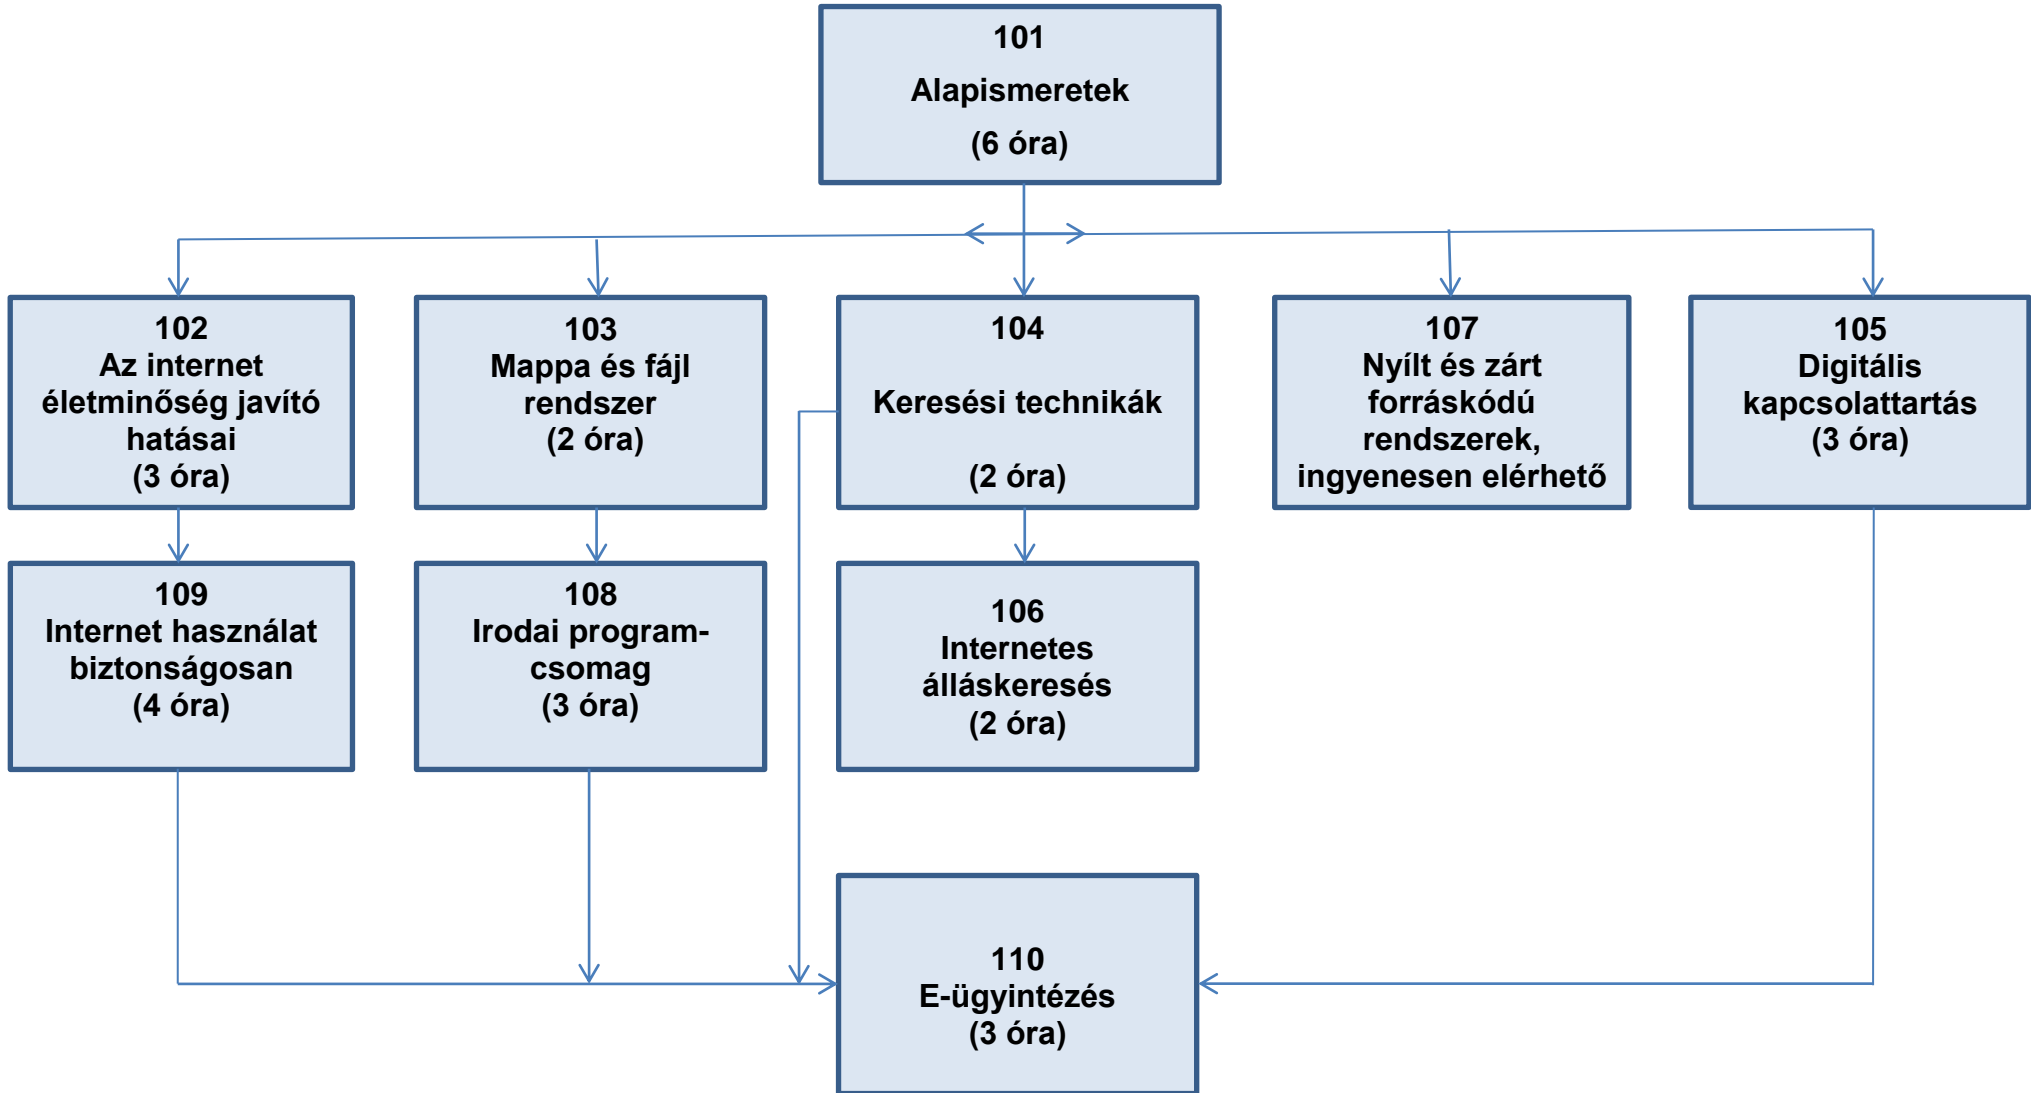 101
Alapismeretek
(6 óra)
102
Az internet
életminőség javító
hatásai
(3 óra)
103
Mappa és fájl
rendszer
(2 óra)
104
Keresési technikák
(2 óra)
107
Nyílt és zárt
forráskódú
rendszerek,
ingyenesen elérhető
105
Digitális
kapcsolattartás
(3 óra)
109
Internet használat
biztonságosan
(4 óra)
108
Irodai program-
csomag
(3 óra)
106
Internetes
álláskeresés
(2 óra)
110
E-ügyintézés
(3 óra)